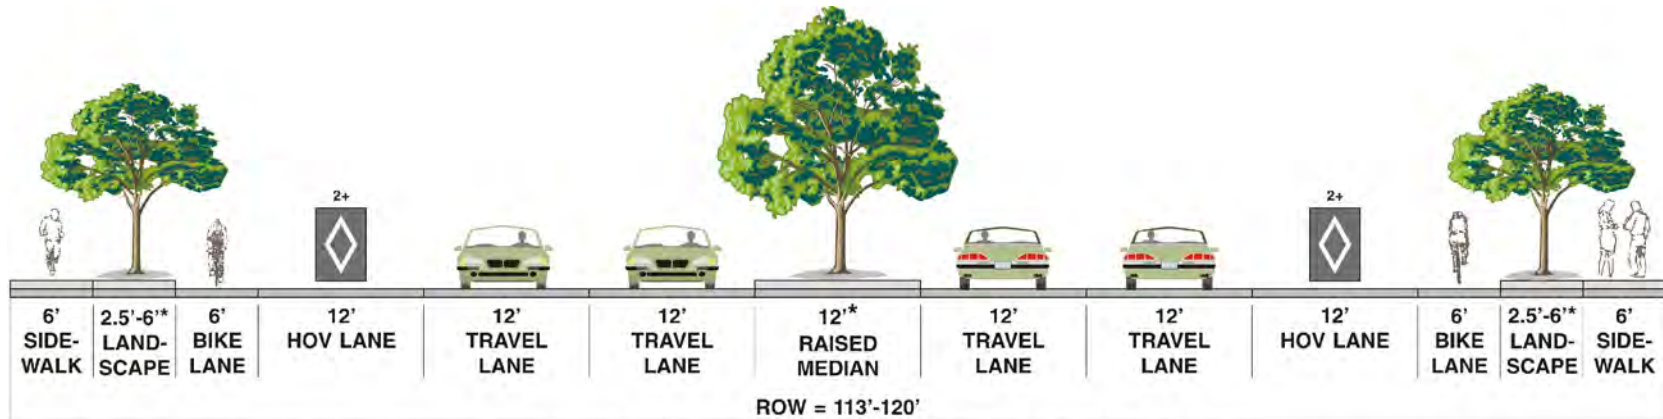 2+
2+
6'
SIDE-
WALK
2.5'-6'*
LAND-
SCAPE
6'
BIKE
LANE
12'
HOV LANE
12'
TRAVEL
LANE
12'
TRAVEL
LANE
12'*
RAISED
MEDIAN
12'
TRAVEL
LANE
12'
TRAVEL
LANE
12'
HOV LANE
6'
BIKE
LANE
2.5'-6'*
LAND-
SCAPE
6'
SIDE-
WALK
ROW = 113'-120'